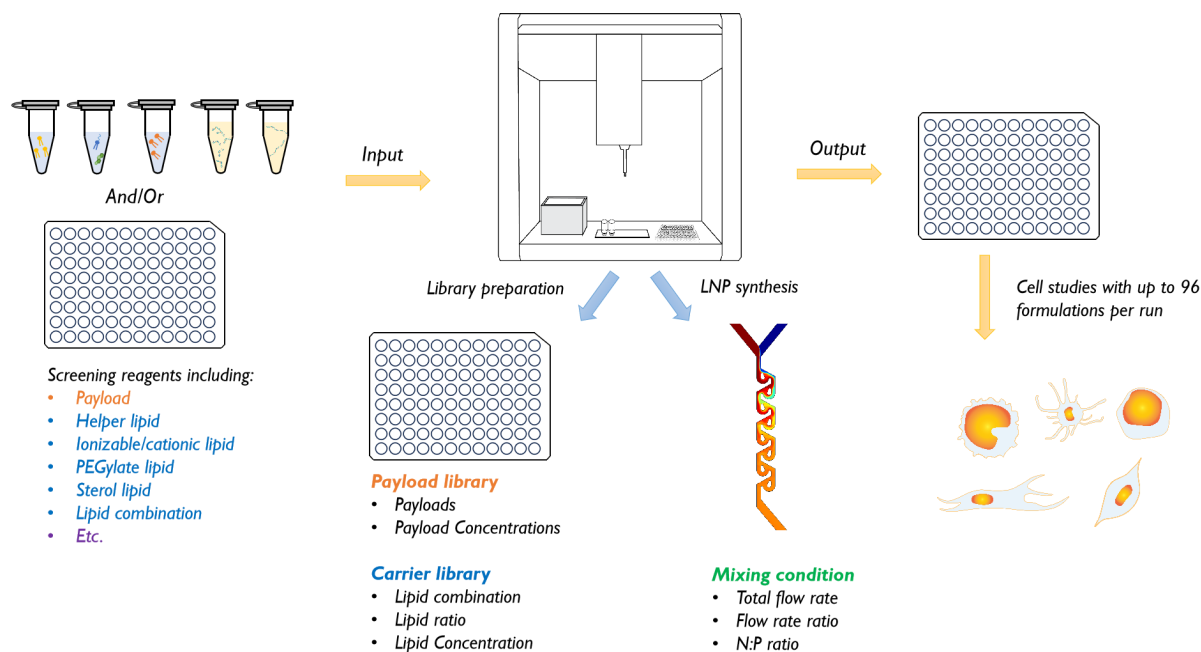 And/Or
Input
Output
Screening reagents including:
• Payload
• Helper lipid
• Ionizable/cationic lipid
• PEGylate lipid
• Sterol lipid
• Lipid combination
• Etc.
Library preparation
LNP synthesis
Payload library
• Payloads
• Payload Concentrations
Carrier library
• Lipid combination
• Lipid ratio
• Lipid Concentration
Mixing condition
• Total flow rate
• Flow rate ratio
• N:P ratio
Cell studies with up to 96
formulations per run